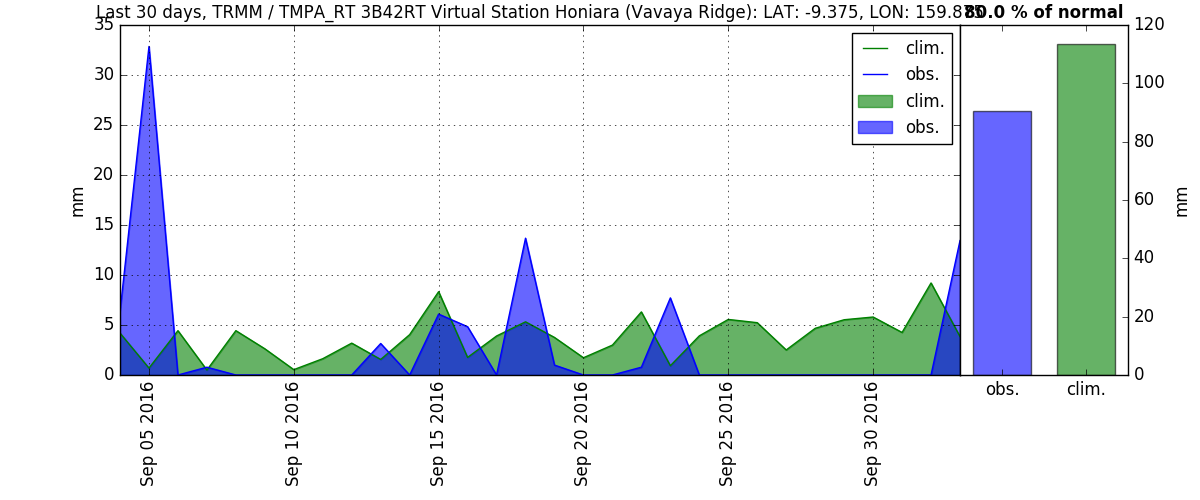 Last 30 days, TRMM / TMPA_RT 3B42RT Virtual Station Honiara (Vavaya Ridge): LAT: -9.375, LON: 159.875
80.0 % of normal
35
30
25
20
15
10
5
0
mm
clim.
obs.
clim.
obs.
Sep 05 2016
Sep 10 2016
Sep 15 2016
Sep 20 2016
Sep 25 2016
Sep 30 2016
120
100
80
60
40
20
0
mm
obs.
clim.